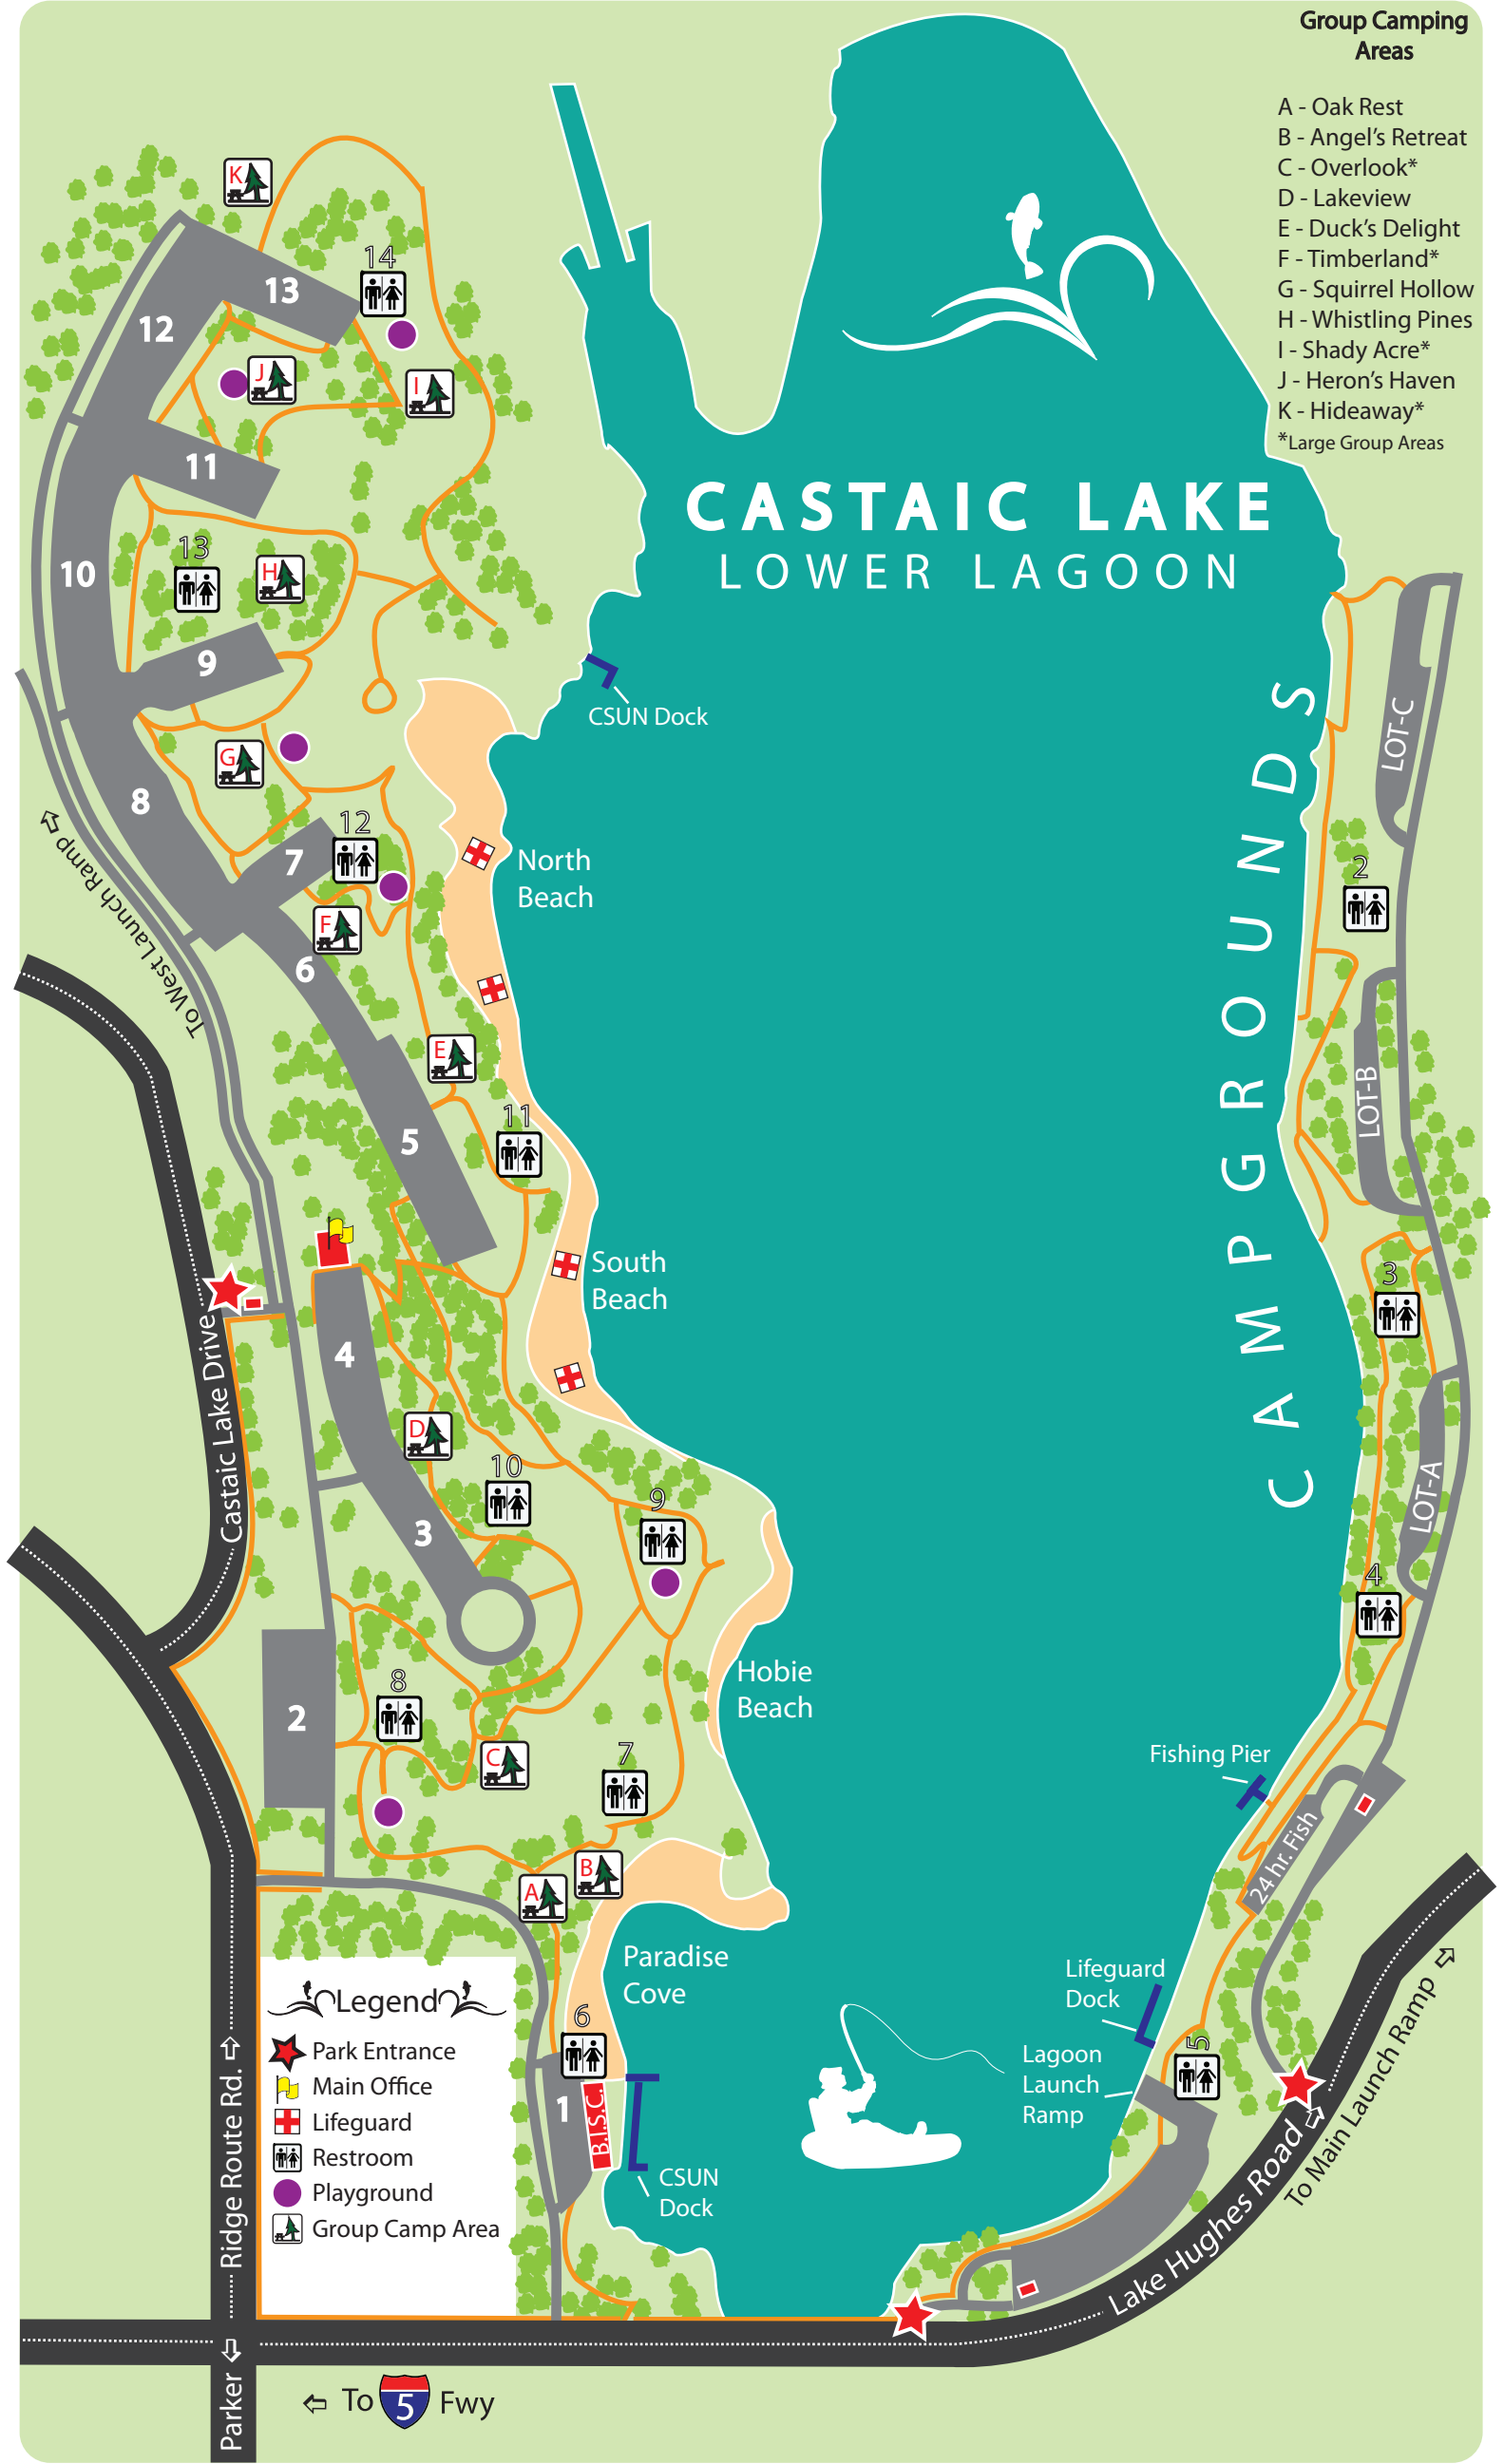 Group Camping
Areas
A - Oak Rest
B - Angel's Retreat
C - Overlook*
D - Lakeview
E - Duck's Delight
F - Timberland*
G - Squirrel Hollow
H - Whistling Pines
I - Shady Acre*
J - Heron's Haven
K - Hideaway*
*Large Group Areas
K
14
13
12
J
I
11
CASTAIC LAKE
LOWER LAGOON
13
H
10
9
CSUN Dock
LOT-C
G
8
12
7
North
Beach
2
F
6
To West Launch Ramp
CAMPGROUNDS
E
LOT-B
11
5
South
Beach
3
4
Castaic Lake Drive
D
10
9
LOT-A
3
4
Hobie
Beach
8
2
C
7
Fishing Pier
24 hr. Fish
B
A
Paradise
Cove
Lifeguard
Dock
6
5
Lagoon
Launch
Ramp
1
B.I.S.C.
CSUN
Dock
Legend
Park Entrance
Main Office
Lifeguard
Restroom
Playground
Group Camp Area
Ridge Route Rd.
Lake Hughes Road
To Main Launch Ramp
Parker
To 5 Fwy